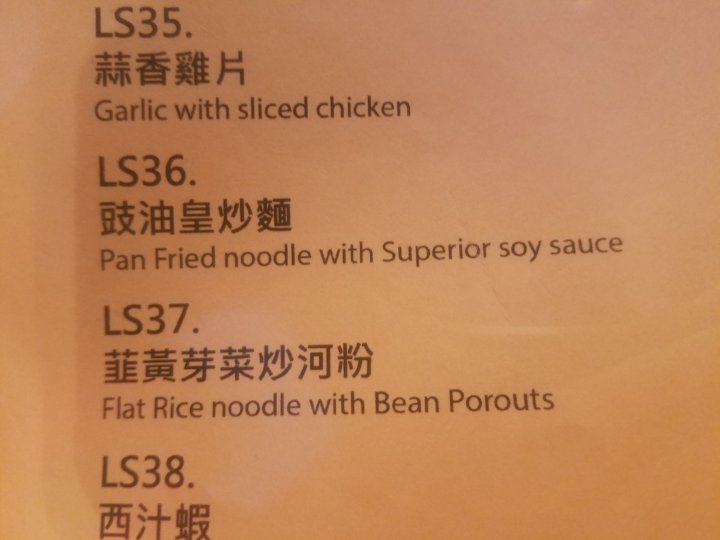 LS35.
蒜香雞片
Garlic with sliced chicken
LS36.
豉油皇炒麵
Pan Fried noodle with Superior soy sauce
LS37.
韮黃芽菜炒河粉
Flat Rice noodle with Bean Porouts
LS38.
西汁蝦